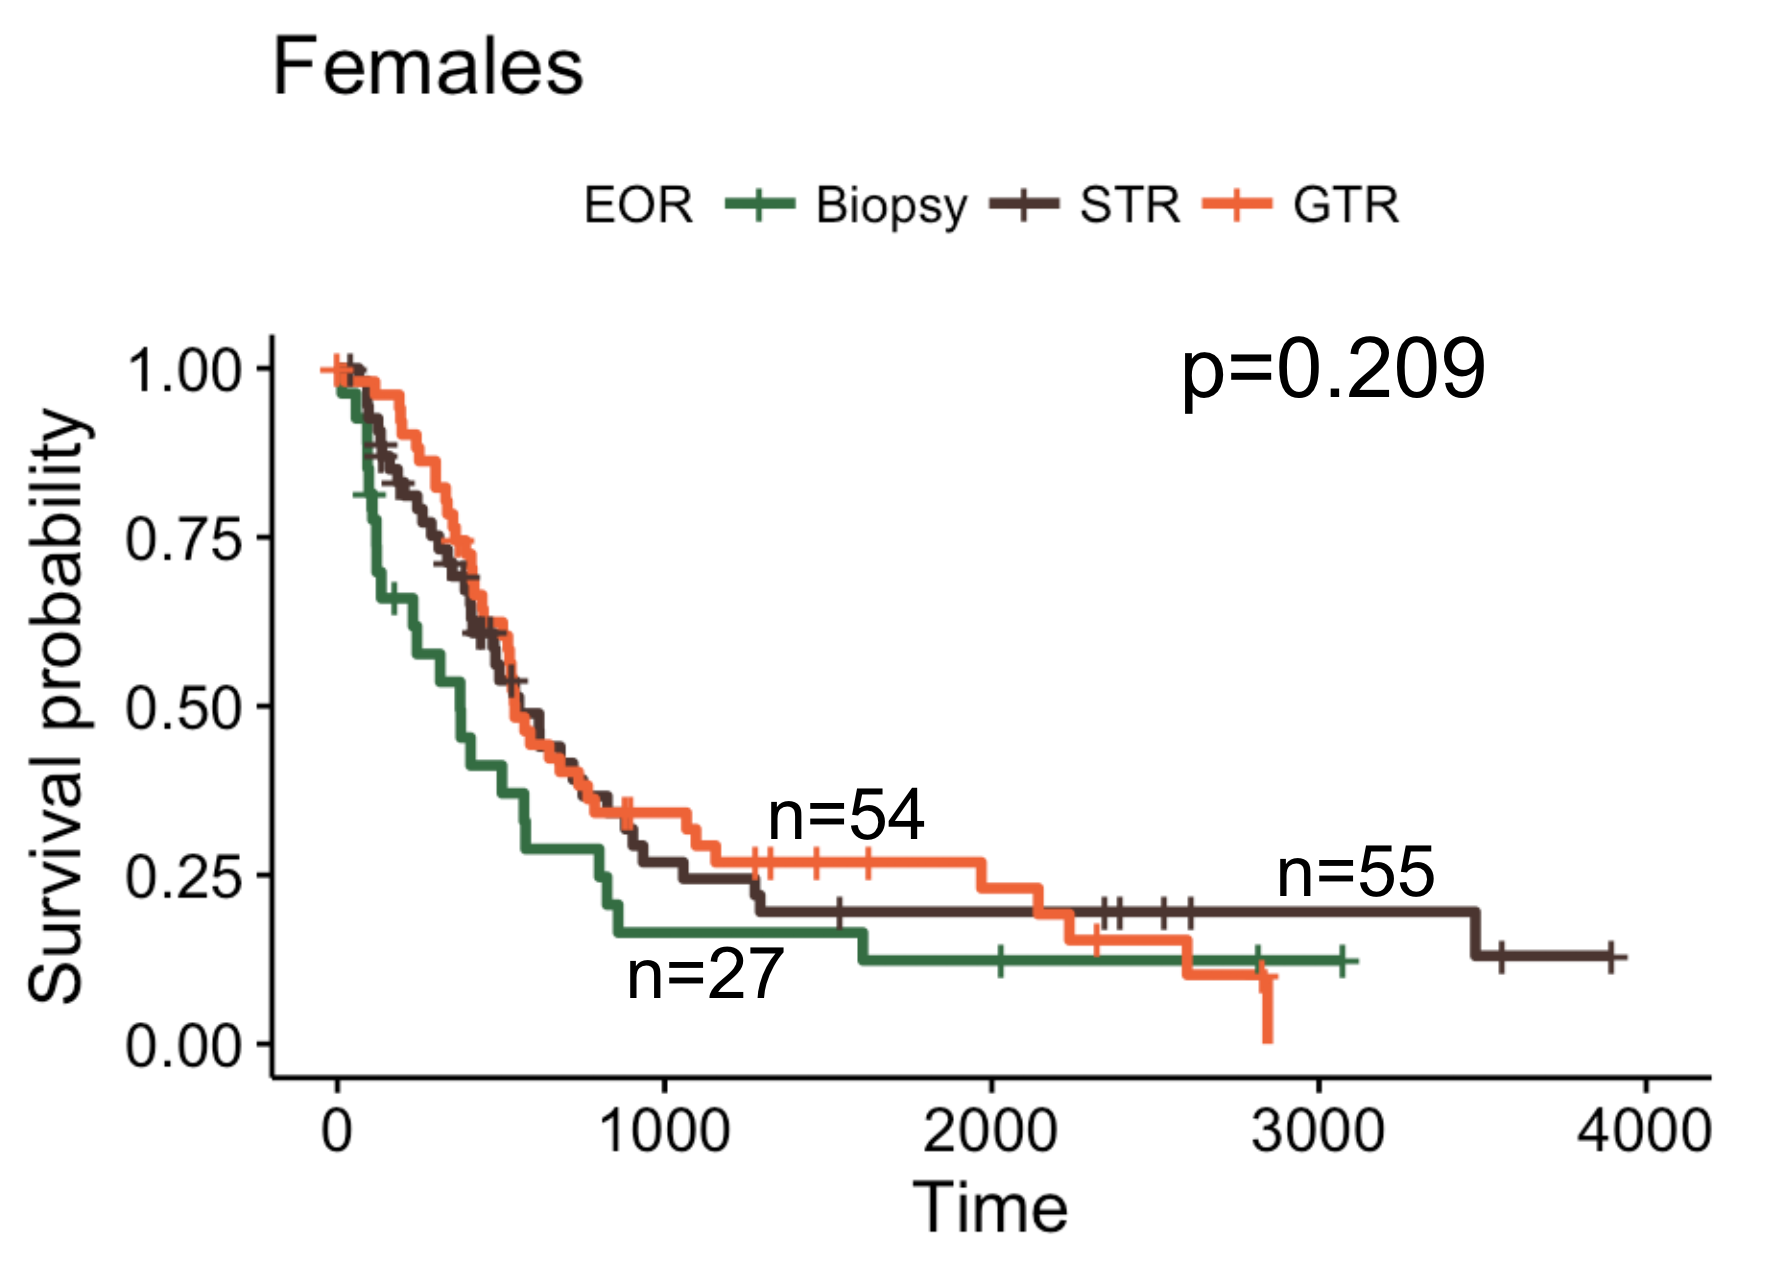 Females
EOR Biopsy STR GTR
p=0.209
Survival probability
1.00
0.75
0.50
0.25
0.00
n=54
n=55
n=27
0 1000 2000 3000 4000
Time